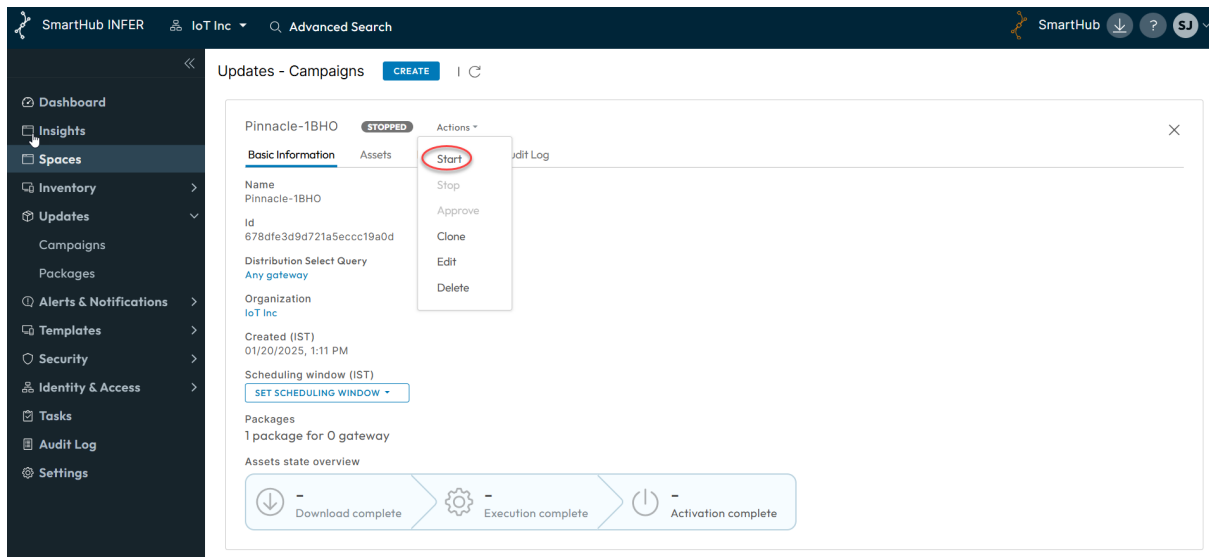 SmartHub INFER IoT Inc Advanced Search SmartHub ? SJ
Updates - Campaigns CREATE
Dashboard
Insights
Spaces
Inventory
Updates
Campaigns
Packages
Alerts & Notifications
Templates
Security
Identity & Access
Tasks
Audit Log
Settings
Pinnacle-1BHO STOPPED Actions
Basic Information Assets udit Log
Start
Stop
Approve
Clone
Edit
Delete
Name
Pinnacle-1BHO
Id
678dfe3d9d721a5eccc19a0d
Distribution Select Query
Any gateway
Organization
IoT Inc
Created (IST)
01/20/2025, 1:11 PM
Scheduling window (IST)
SET SCHEDULING WINDOW
Packages
1 package for 0 gateway
Assets state overview
- - -
Download complete Execution complete Activation complete